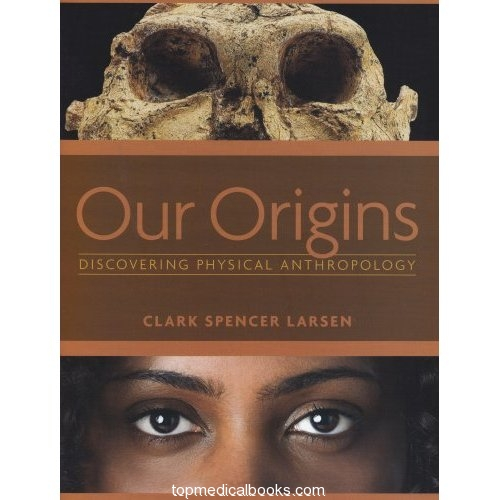 Our Origins
DISCOVERING PHYSICAL ANTHROPOLOGY
CLARK SPENCER LARSEN
topmedicalbooks.com